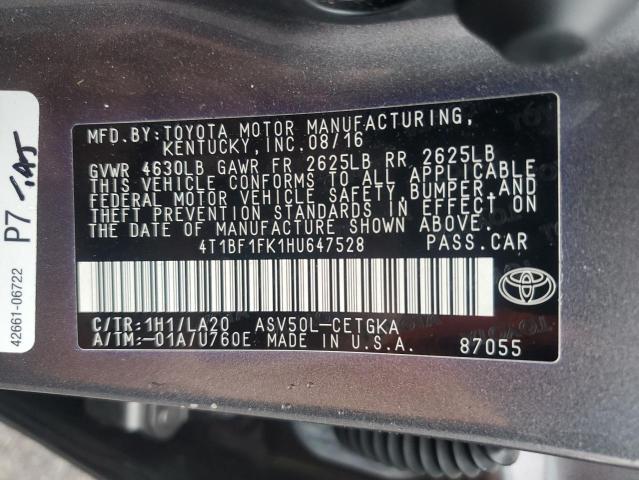 MFD.BY:TOYOTA MOTOR MANUFACTURING,
KENTUCKY, INC.08/16
GVWR 4630LB GAWR FR 2625LB RR 2625LB
THIS VEHICLE CONFORMS TO ALL APPLICABLE
FEDERAL MOTOR VEHICLE SAFETY, BUMPER, AND
THEFT PREVENTION STANDARDS IN EFFECT ON
THE DATE OF MANUFACTURE SHOWN ABOVE.
4T1BF1FK1HU647528 PASS.CAR
C/TR:1H1/LA20 ASV50L-CETGKA
A/TM:-01A/U760E MADE IN U.S.A. 87055
42661-06722
P7